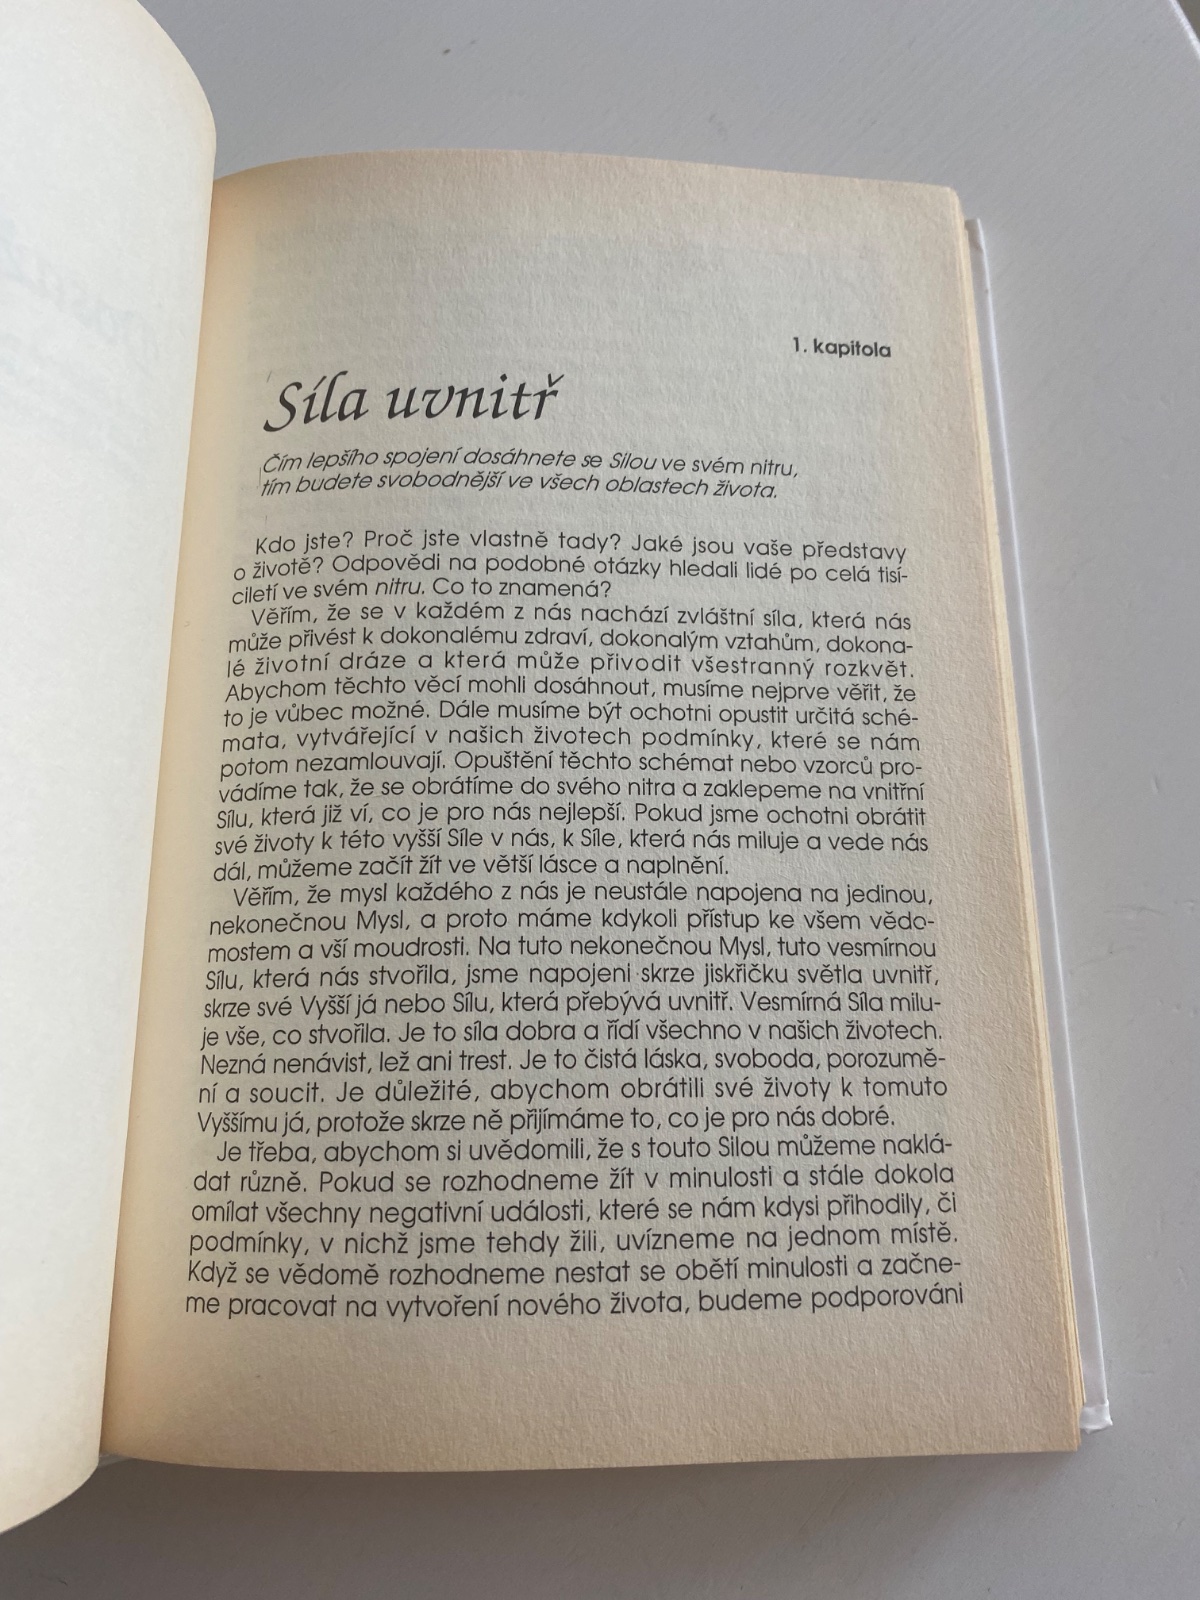 1. kapitola
Síla uvnitř
Čím lepšího spojení dosáhnete se Silou ve svém nitru,
tím budete svobodnější ve všech oblastech života.
Kdo jste? Proč jste vlastně tady? Jaké jsou vaše představy
o životě? Odpovědi na podobné otázky hledali lidé po celá tisí-
ciletí ve svém nitru. Co to znamená?
Věřím, že se v každém z nás nachází zvláštní síla, která nás
může přivést k dokonalému zdraví, dokonalým vztahům, dokona-
lé životní dráze a která může přivodit všestranný rozkvět.
Abychom těchto věcí mohli dosáhnout, musíme nejprve věřit, že
to je vůbec možné. Dále musíme být ochotni opustit určitá sché-
mata, vytvářející v našich životech podmínky, které se nám
potom nezamlouvají. Opuštění těchto schémat nebo vzorců pro-
vádíme tak, že se obrátíme do svého nitra a zaklepeme na vnitřní
Sílu, která již ví, co je pro nás nejlepší. Pokud jsme ochotni obrátit
své životy k této vyšší Síle v nás, k Síle, která nás miluje a vede nás
dál, můžeme začít žít ve větší lásce a naplnění.
Věřím, že mysl každého z nás je neustále napojena na jedinou,
nekonečnou Mysl, a proto máme kdykoli přístup ke všem vědo-
mostem a vší moudrosti. Na tuto nekonečnou Mysl, tuto vesmírnou
Sílu, která nás stvořila, jsme napojeni skrze jiskřičku světla uvnitř,
skrze své Vyšší já nebo Sílu, která přebývá uvnitř. Vesmírná Síla milu-
je vše, co stvořila. Je to síla dobra a řídí všechno v našich životech.
Nezná nenávist, lež ani trest. Je to čistá láska, svoboda, porozumě-
ní a soucit. Je důležité, abychom obrátili své životy k tomuto
Vyššímu já, protože skrze ně přijímáme to, co je pro nás dobré.
Je třeba, abychom si uvědomili, že s touto Silou můžeme naklá-
dat různě. Pokud se rozhodneme žít v minulosti a stále dokola
omílat všechny negativní události, které se nám kdysi přihodily, či
podmínky, v nichž jsme tehdy žili, uvízneme na jednom místě.
Když se vědomě rozhodneme nestat se obětí minulosti a začne-
me pracovat na vytvoření nového života, budeme podporováni